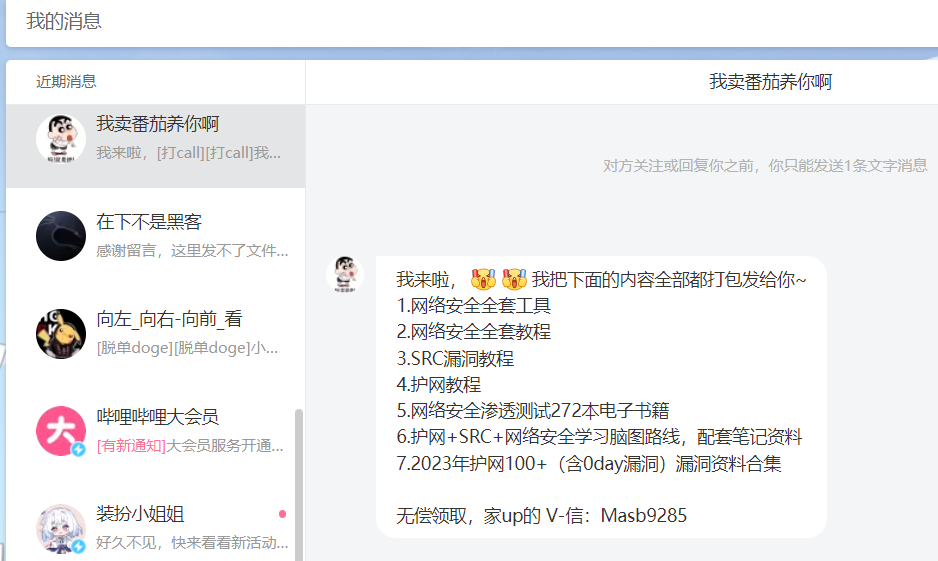 我的消息
近期消息
我卖番茄养你啊
我来啦，[打call][打call]我...
在下不是黑客
感谢留言，这里发不了文件...
向左_向右-向前_看
[脱单doge][脱单doge]小...
哔哩哔哩大会员
[有新通知]大会员服务开通...
装扮小姐姐
好久不见，快来看看新活动...
我卖番茄养你啊
对方关注或回复你之前，你只能发送1条文字消息
我来啦， 我把下面的内容全部都打包发给你~
1.网络安全全套工具
2.网络安全全套教程
3.SRC漏洞教程
4.护网教程
5.网络安全渗透测试272本电子书籍
6.护网+SRC+网络安全学习脑图路线，配套笔记资料
7.2023年护网100+（含0day漏洞）漏洞资料合集
无偿领取，家up的 V-信：Masb9285